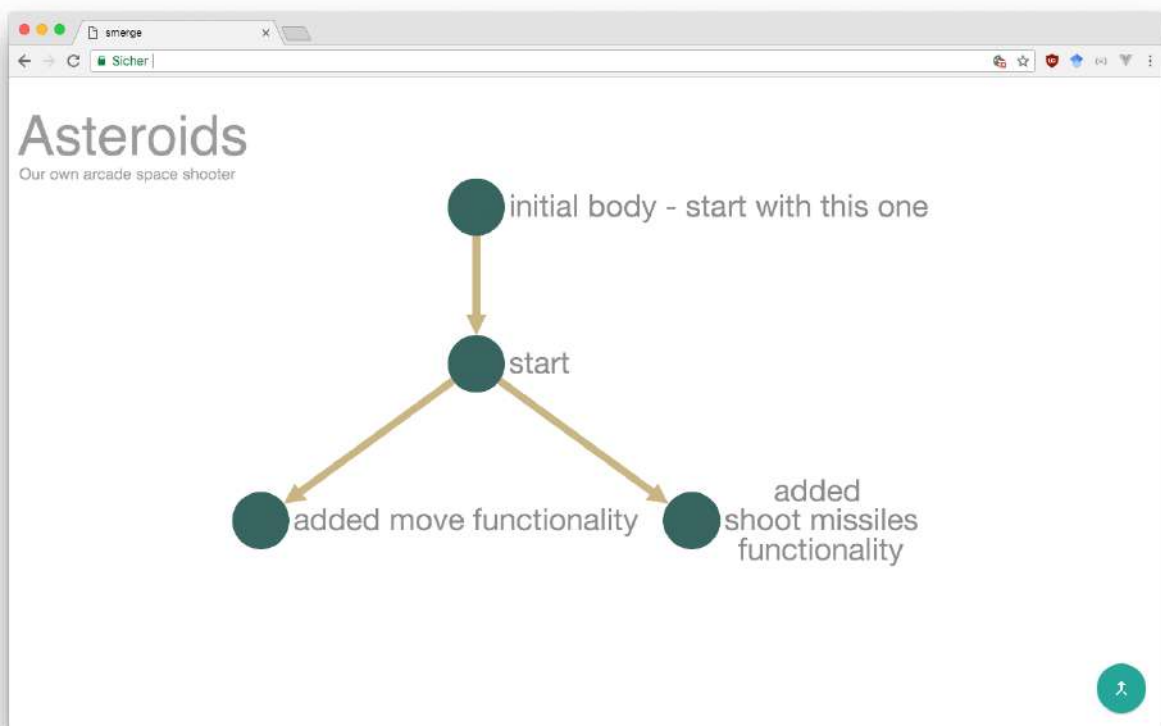 smerge
Sicher
Asteroids
Our own arcade space shooter
initial body - start with this one
start
added move functionality
added
shoot missiles
functionality